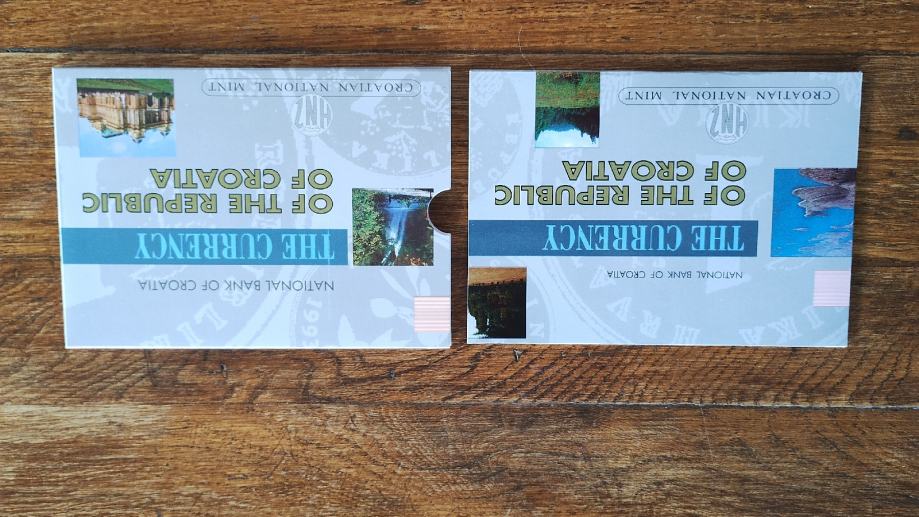 NATIONAL BANK OF CROATIA
THE CURRENCY
OF THE REPUBLIC
OF CROATIA
HNZ
CROATIAN NATIONAL MINT
1993
NATIONAL BANK OF CROATIA
THE CURRENCY
OF THE REPUBLIC
OF CROATIA
HNZ
CROATIAN NATIONAL MINT